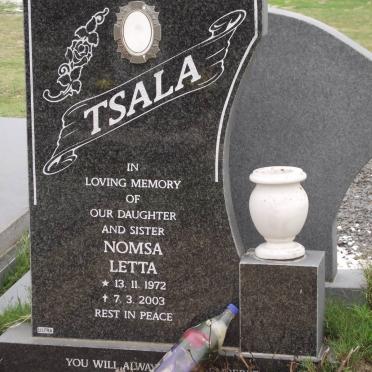 TSALA
IN
LOVING MEMORY
OF
OUR DAUGHTER
AND SISTER
NOMSA
LETTA
* 13. 11. 1972
† 7. 3. 2003
REST IN PEACE
YOU WILL ALWA